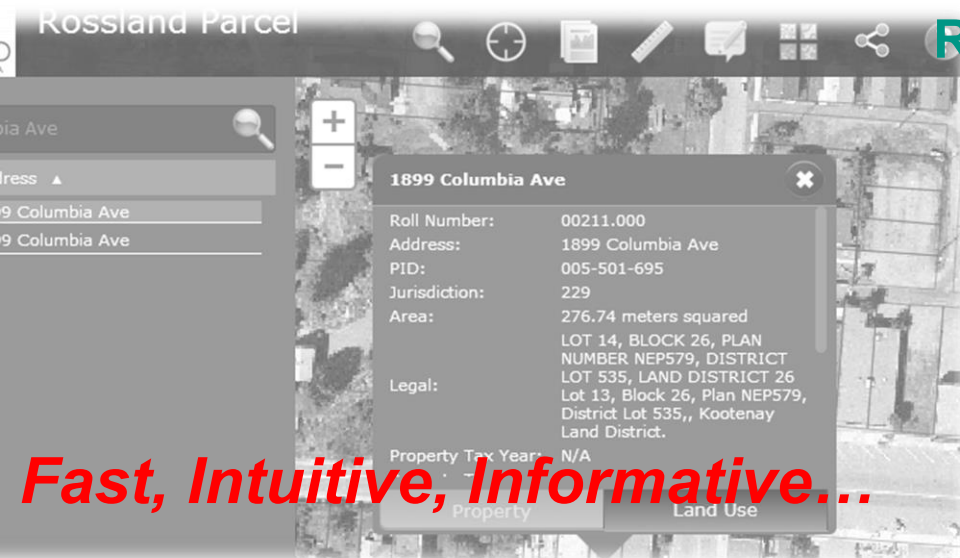 Rossland Parcel
R
bia Ave
dress ▲
9 Columbia Ave
99 Columbia Ave
+
−
1899 Columbia Ave
Roll Number: 00211.000
Address: 1899 Columbia Ave
PID: 005-501-695
Jurisdiction: 229
Area: 276.74 meters squared
Legal: LOT 14, BLOCK 26, PLAN
NUMBER NEP579, DISTRICT
LOT 535, LAND DISTRICT 26
Lot 13, Block 26, Plan NEP579,
District Lot 535,, Kootenay
Land District.
Property Tax Year: N/A
Fast, Intuitive, Informative...
Property Land Use